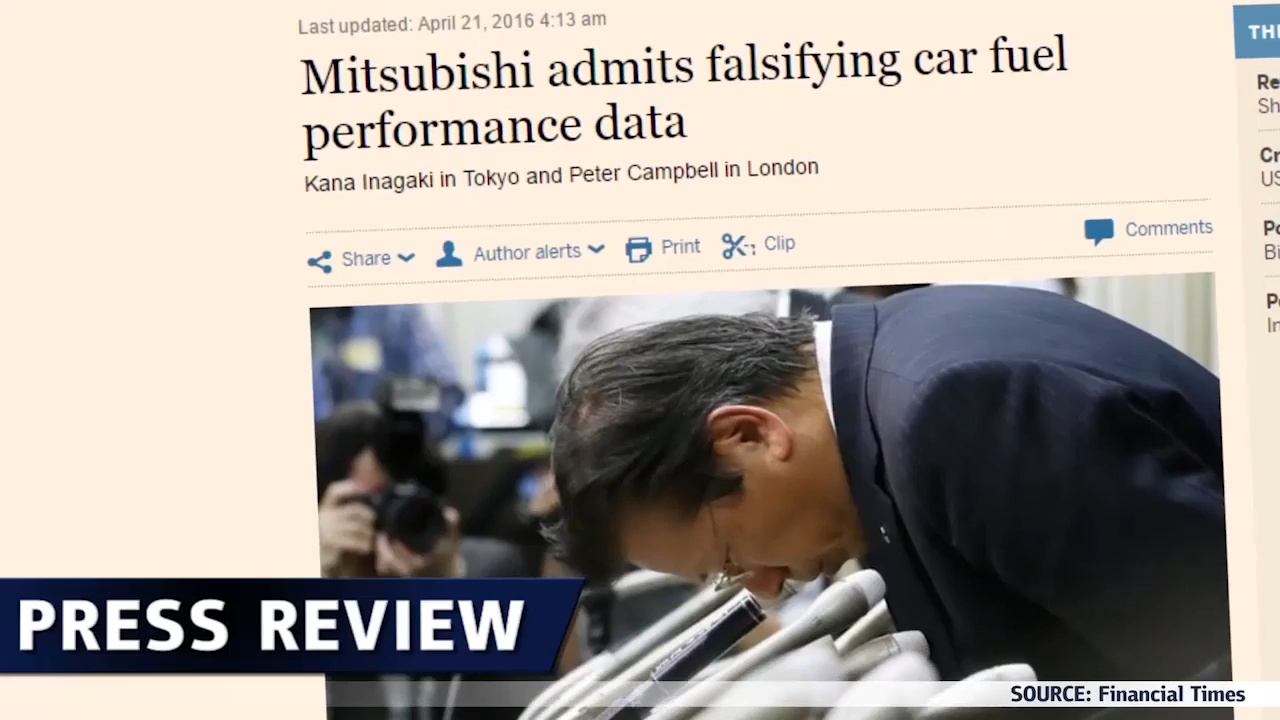 Last updated: April 21, 2016 4:13 am
Mitsubishi admits falsifying car fuel
performance data
Kana Inagaki in Tokyo and Peter Campbell in London
Share
Author alerts
Print
Clip
Comments
PRESS REVIEW
SOURCE: Financial Times